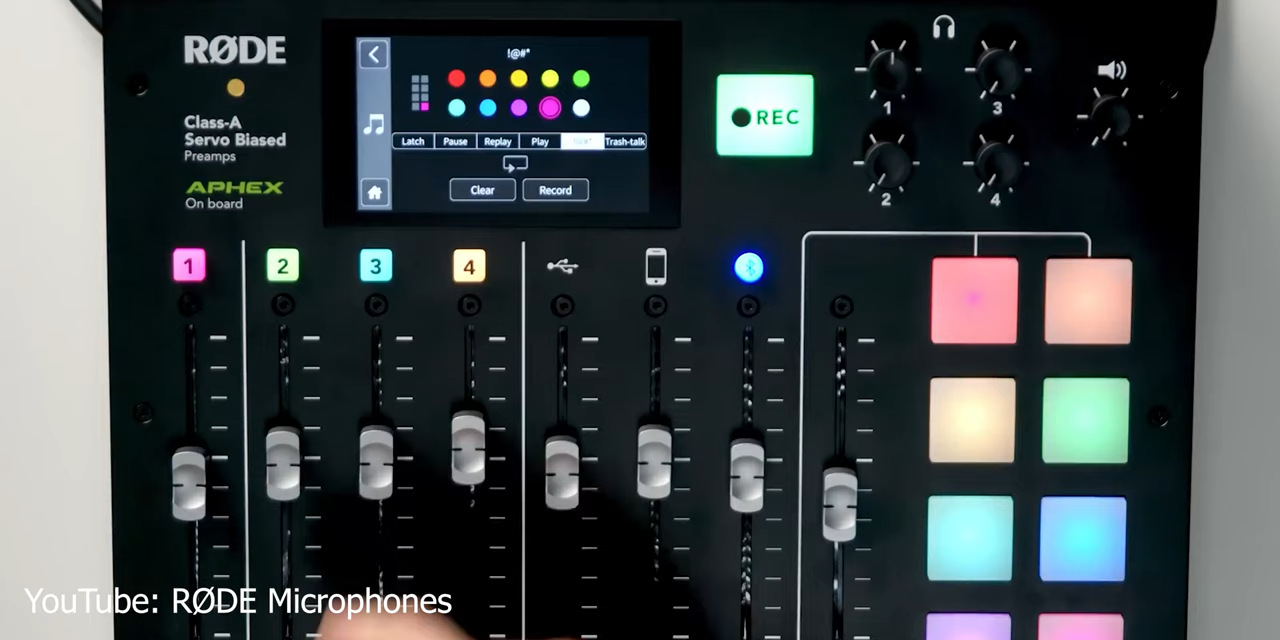 RØDE
Class-A
Servo Biased
Preamps
APHEX
On board
!@#*
Latch Pause Replay Play Trash-talk
Clear Record
REC
1 3
2 4
1 2 3 4
YouTube: RØDE Microphones